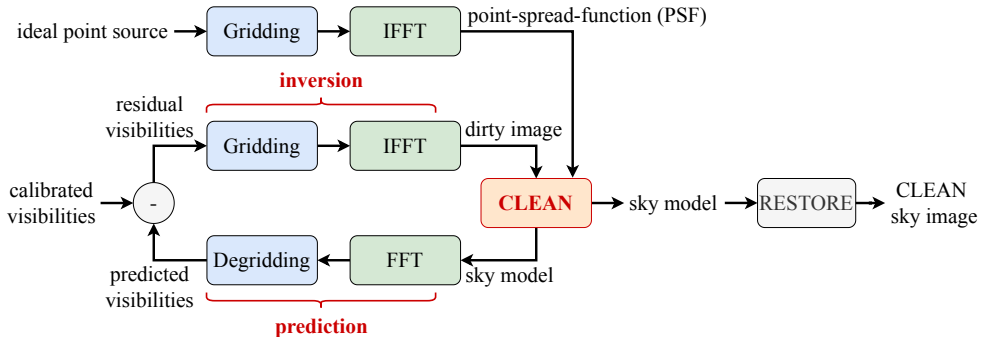 ideal point source
Gridding
IFFT
point-spread-function (PSF)
inversion
residual
visibilities
Gridding
IFFT
dirty image
calibrated
visibilities
-
CLEAN
sky model
RESTORE
CLEAN
sky image
predicted
visibilities
Degridding
FFT
sky model
prediction